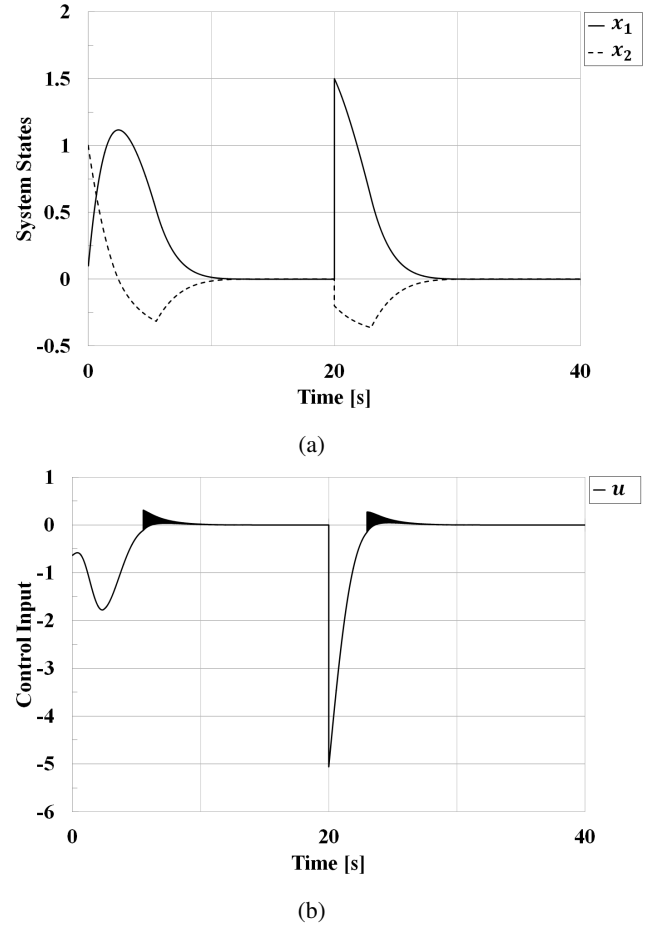 2
1.5
1
0.5
0
-0.5
System States
0
20
40
Time [s]
x₁
x₂
(a)
1
0
-1
-2
-3
-4
-5
-6
Control Input
0
20
40
Time [s]
u
(b)